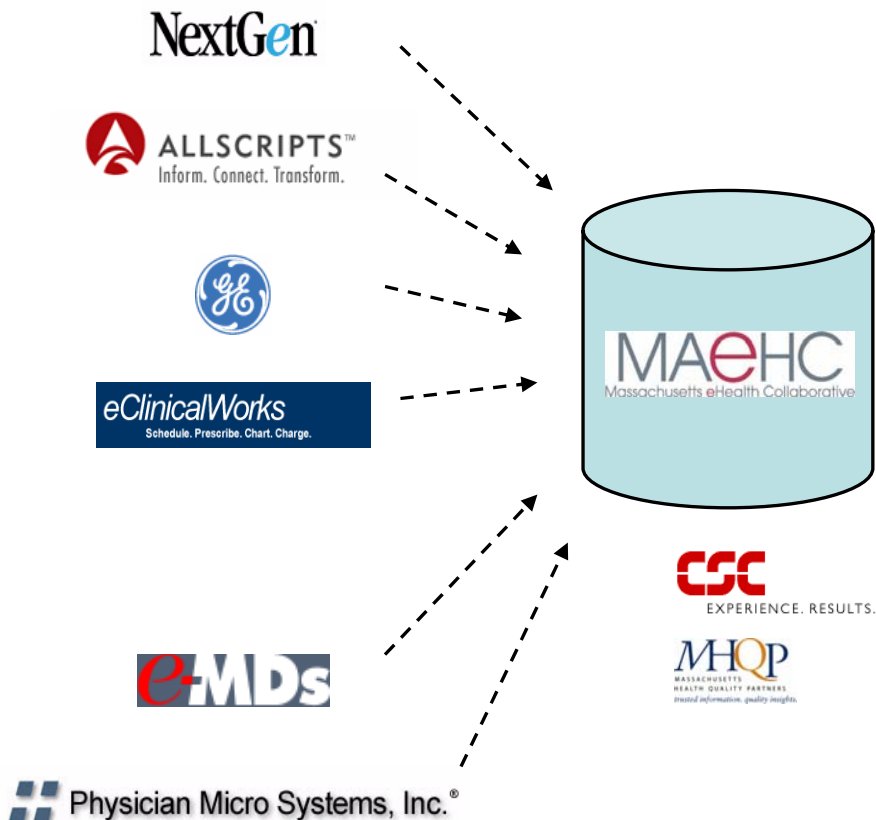 NextGen
ALLSCRIPTS™
Inform. Connect. Transform.
GE
eClinicalWorks
Schedule. Prescribe. Chart. Charge.
MAeHC
Massachusetts eHealth Collaborative
CSC
EXPERIENCE. RESULTS.
MHQP
MASSACHUSETTS
HEALTH QUALITY PARTNERS
trusted information. quality insights.
e-MDs
Physician Micro Systems, Inc.®